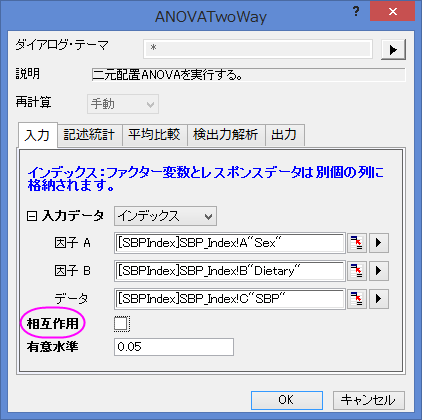 ANOVATwoWay
? ×
ダイアログ・テーマ *
説明 二元配置ANOVAを実行する。
再計算 手動
入力 記述統計 平均比較 検出力解析 出力
インデックス：ファクター変数とレスポンスデータは別個の列に
格納されます。
入力データ インデックス
因子 A [SBPIndex]SBP_Index!A"Sex"
因子 B [SBPIndex]SBP_Index!B"Dietary"
データ [SBPIndex]SBP_Index!C"SBP"
相互作用
有意水準 0.05
OK キャンセル